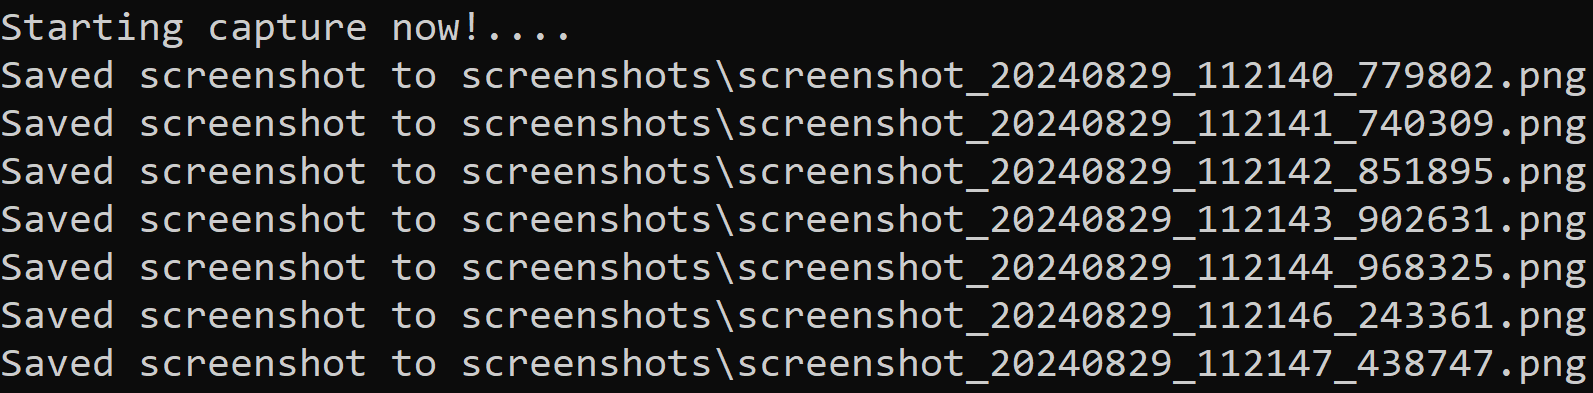 Starting capture now!....
Saved screenshot to screenshots\screenshot_20240829_112140_779802.png
Saved screenshot to screenshots\screenshot_20240829_112141_740309.png
Saved screenshot to screenshots\screenshot_20240829_112142_851895.png
Saved screenshot to screenshots\screenshot_20240829_112143_902631.png
Saved screenshot to screenshots\screenshot_20240829_112144_968325.png
Saved screenshot to screenshots\screenshot_20240829_112146_243361.png
Saved screenshot to screenshots\screenshot_20240829_112147_438747.png